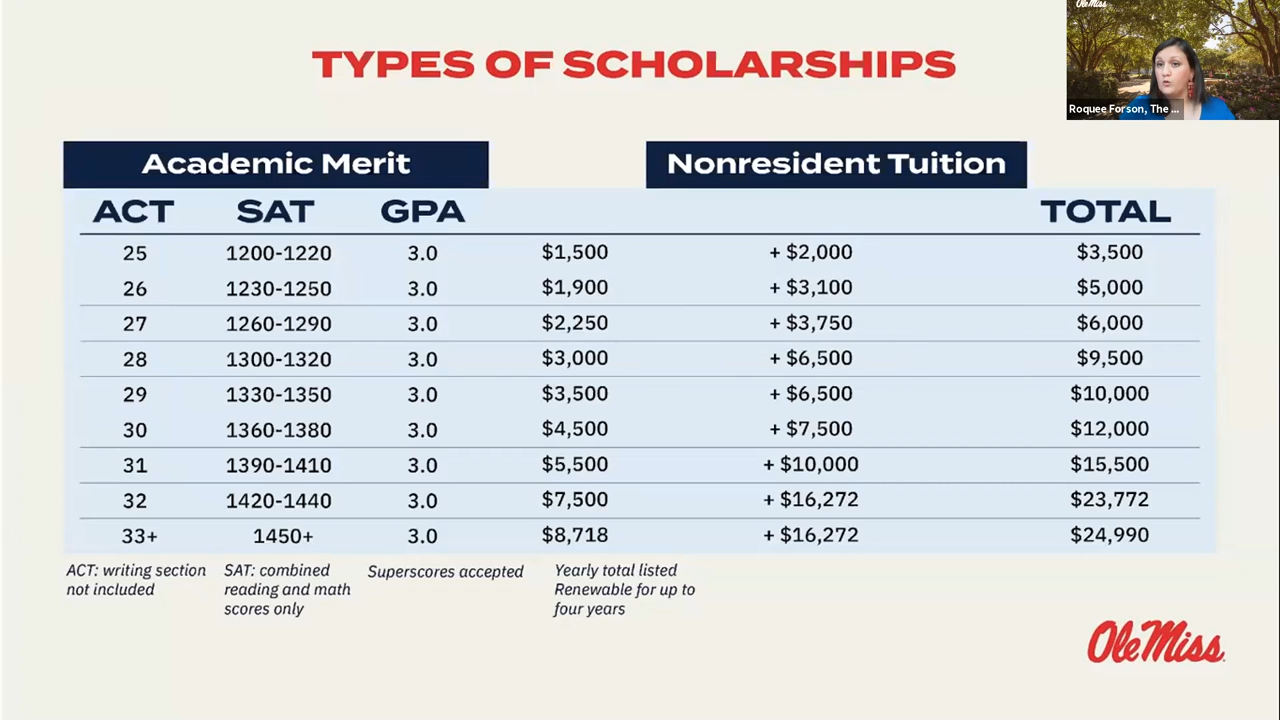 Ole Miss
Roquee Forson, The ...
TYPES OF SCHOLARSHIPS
Academic Merit
Nonresident Tuition
ACT SAT GPA TOTAL
25 1200-1220 3.0 $1,500 + $2,000 $3,500
26 1230-1250 3.0 $1,900 + $3,100 $5,000
27 1260-1290 3.0 $2,250 + $3,750 $6,000
28 1300-1320 3.0 $3,000 + $6,500 $9,500
29 1330-1350 3.0 $3,500 + $6,500 $10,000
30 1360-1380 3.0 $4,500 + $7,500 $12,000
31 1390-1410 3.0 $5,500 + $10,000 $15,500
32 1420-1440 3.0 $7,500 + $16,272 $23,772
33+ 1450+ 3.0 $8,718 + $16,272 $24,990
ACT: writing section
not included
SAT: combined
reading and math
scores only
Superscores accepted
Yearly total listed
Renewable for up to
four years
Ole Miss